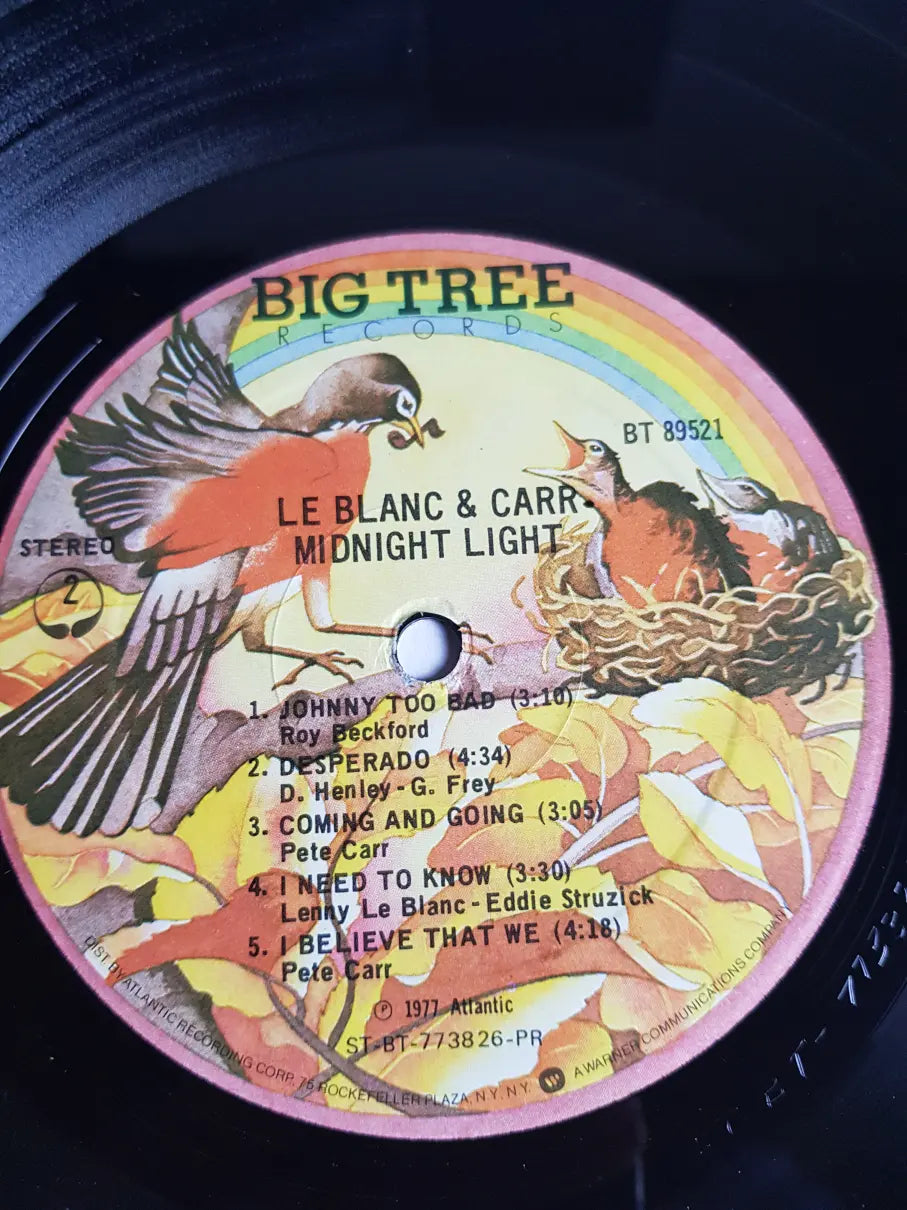 BIG TREE
RECORDS
BT 89521
LE BLANC & CARR-
MIDNIGHT LIGHT
STEREO
2
1. JOHNNY TOO BAD (3:10)
Roy Beckford
2. DESPERADO (4:34)
D. Henley - G. Frey
3. COMING AND GOING (3:05)
Pete Carr
4. I NEED TO KNOW (3:30)
Lenny Le Blanc - Eddie Struzick
5. I BELIEVE THAT WE (4:18)
Pete Carr
℗ 1977 Atlantic
ST-BT-773826-PR
DIST. BY ATLANTIC RECORDING CORP. 75 ROCKEFELLER PLAZA, N.Y. N.Y. A WARNER COMMUNICATIONS COMPANY